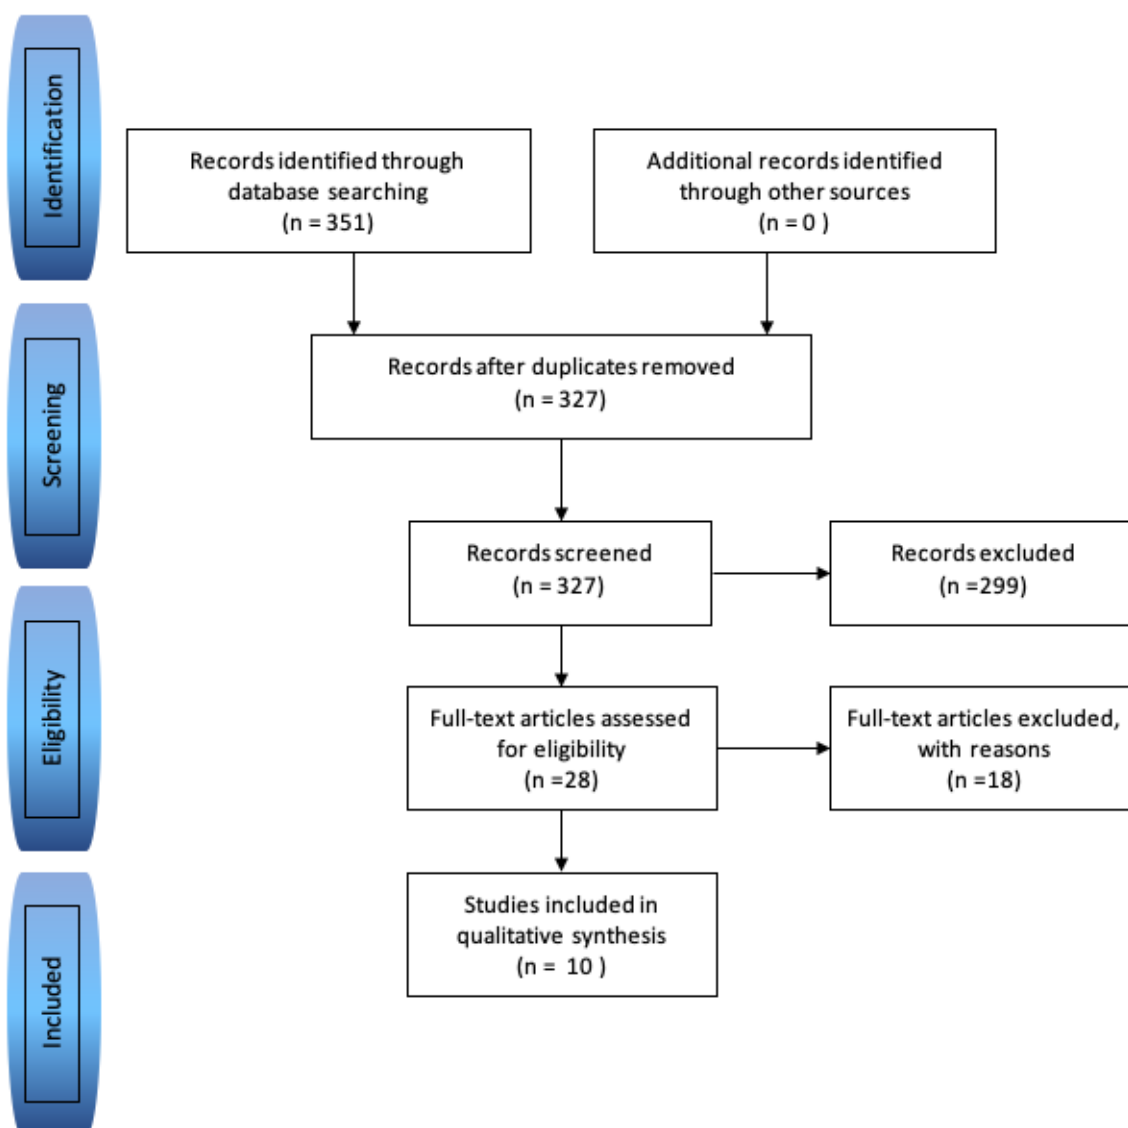 Identification
Records identified through
database searching
(n = 351)
Additional records identified
through other sources
(n = 0 )
Screening
Records after duplicates removed
(n = 327)
Records screened
(n = 327)
Records excluded
(n =299)
Eligibility
Full-text articles assessed
for eligibility
(n =28)
Full-text articles excluded,
with reasons
(n =18)
Included
Studies included in
qualitative synthesis
(n =  10 )